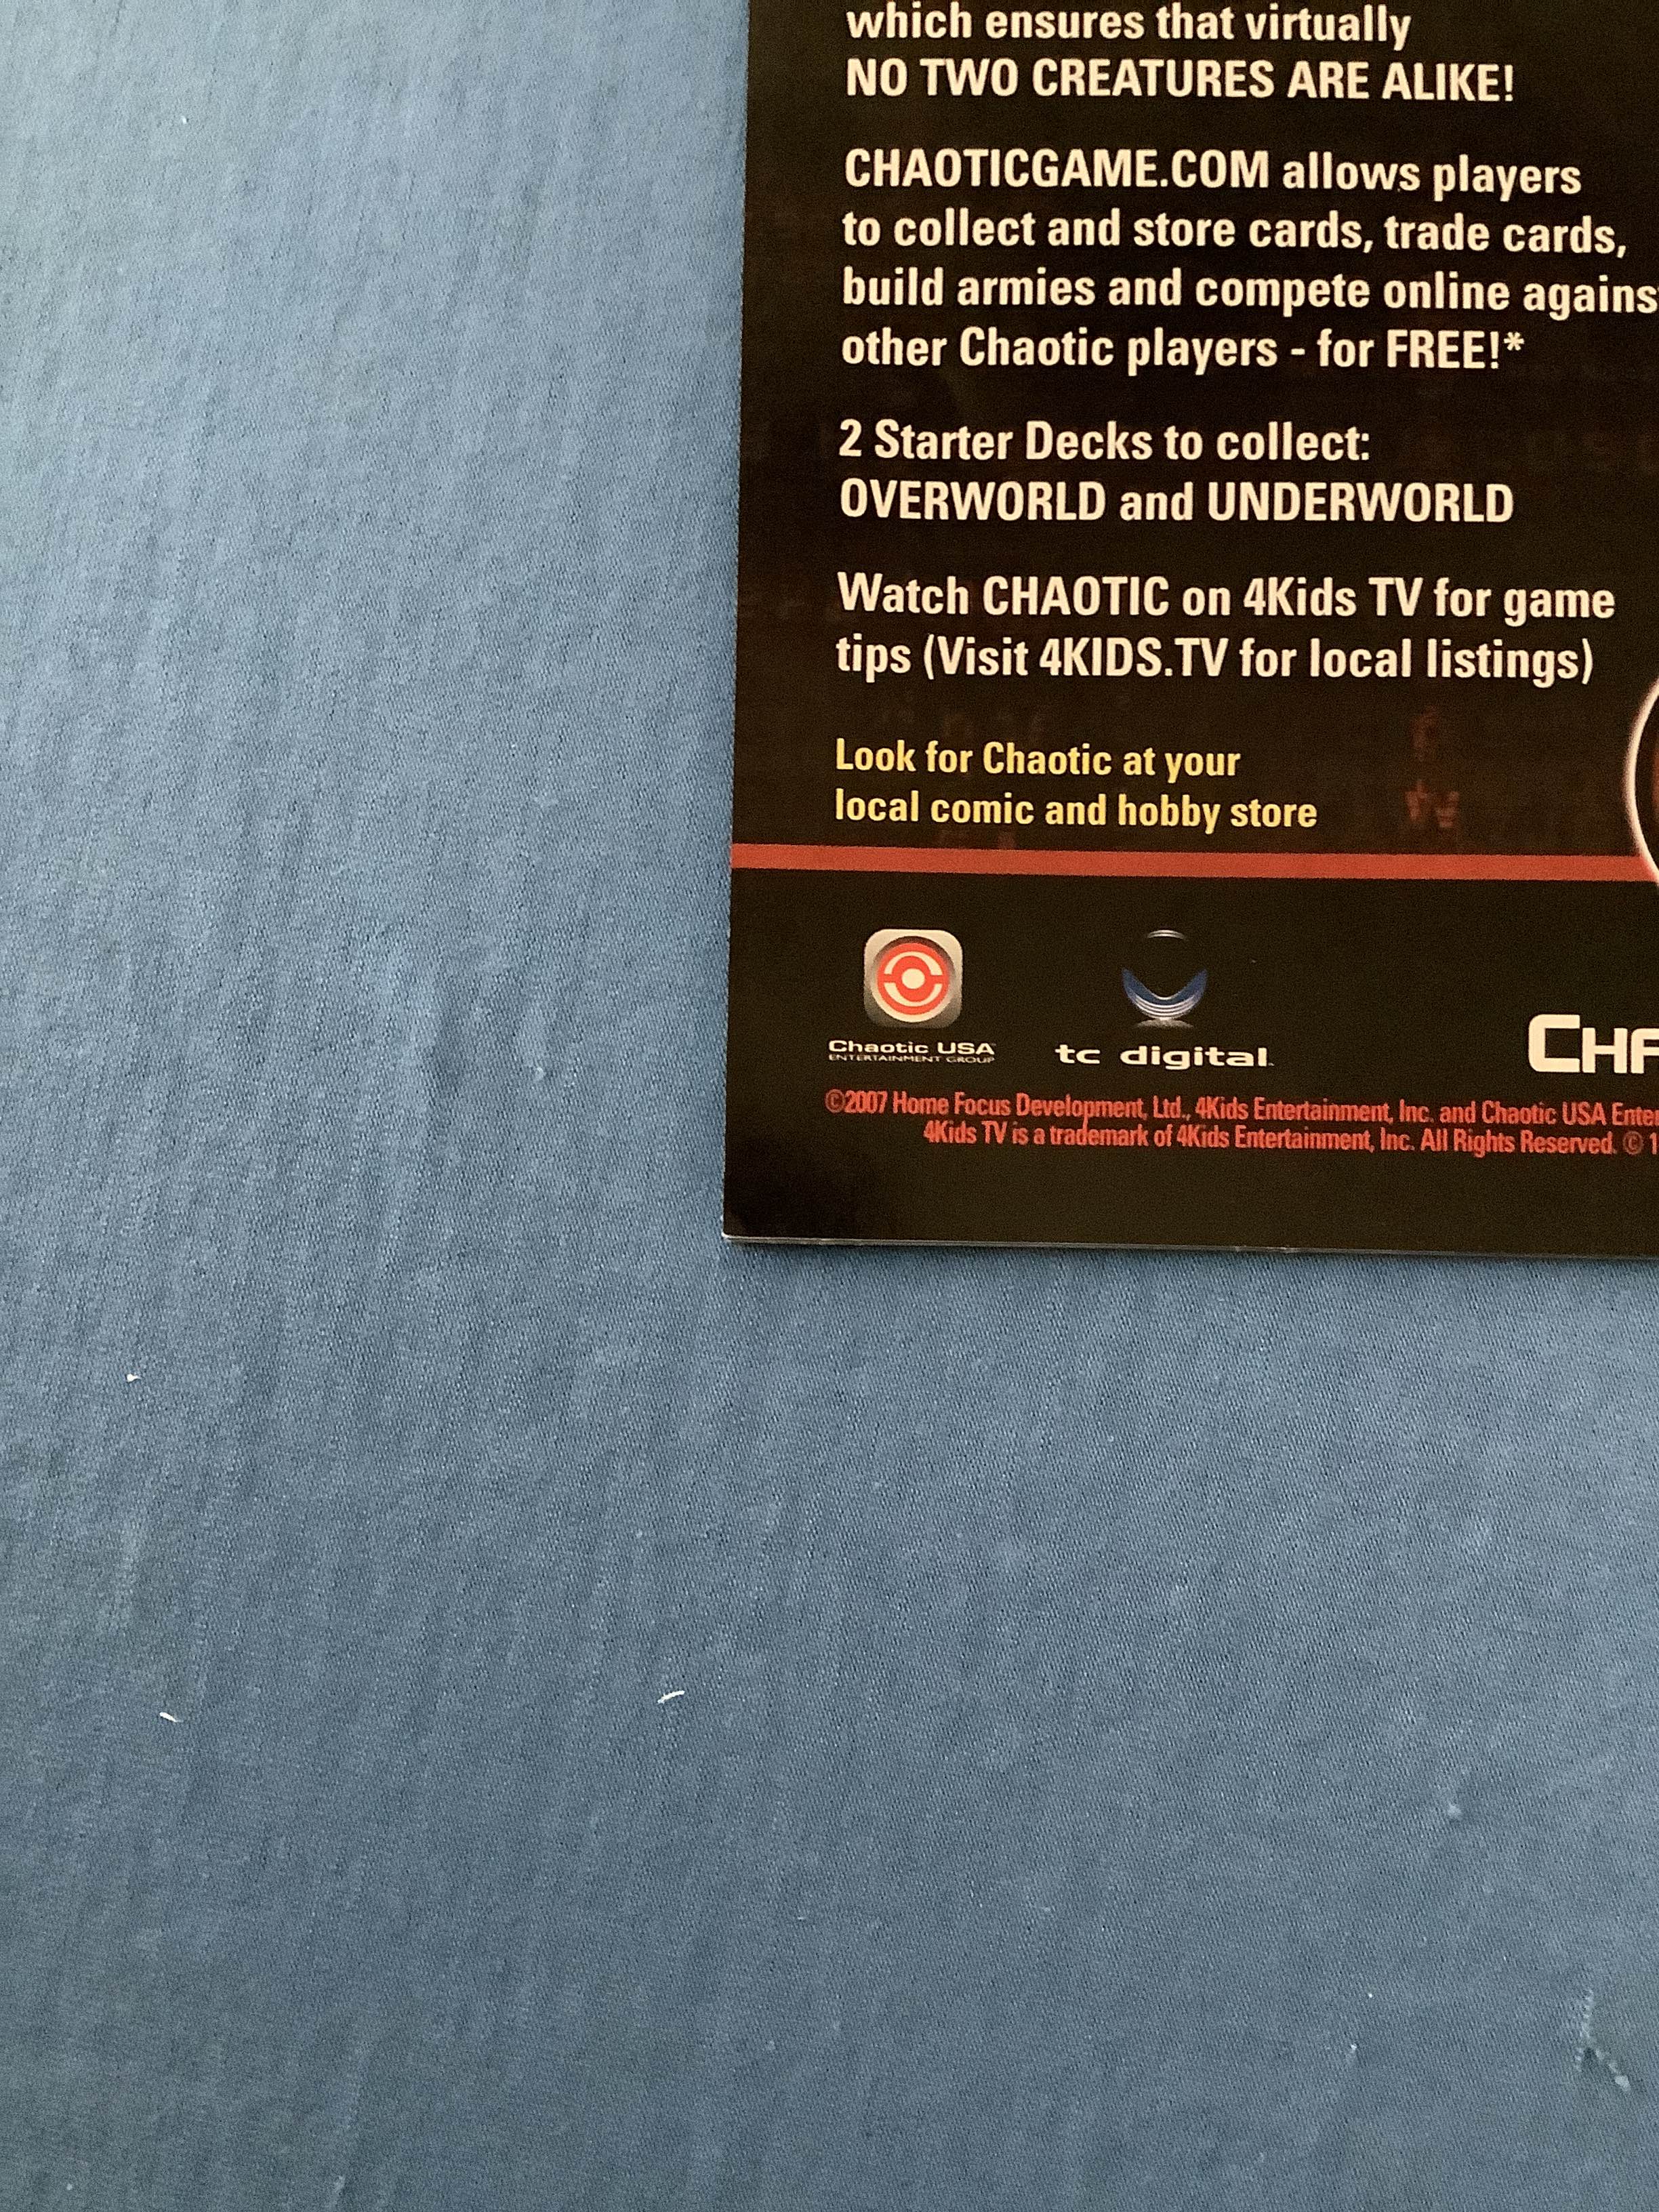 which ensures that virtually
NO TWO CREATURES ARE ALIKE!
CHAOTICGAME.COM allows players
to collect and store cards, trade cards,
build armies and compete online agains
other Chaotic players - for FREE!*
2 Starter Decks to collect:
OVERWORLD and UNDERWORLD
Watch CHAOTIC on 4Kids TV for game
tips (Visit 4KIDS.TV for local listings)
Look for Chaotic at your
local comic and hobby store
Chaotic USA
ENTERTAINMENT GROUP
tc digital
CHA
©2007 Home Focus Development, Ltd., 4Kids Entertainment, Inc. and Chaotic USA Enter
4Kids TV is a trademark of 4Kids Entertainment, Inc. All Rights Reserved. © 1